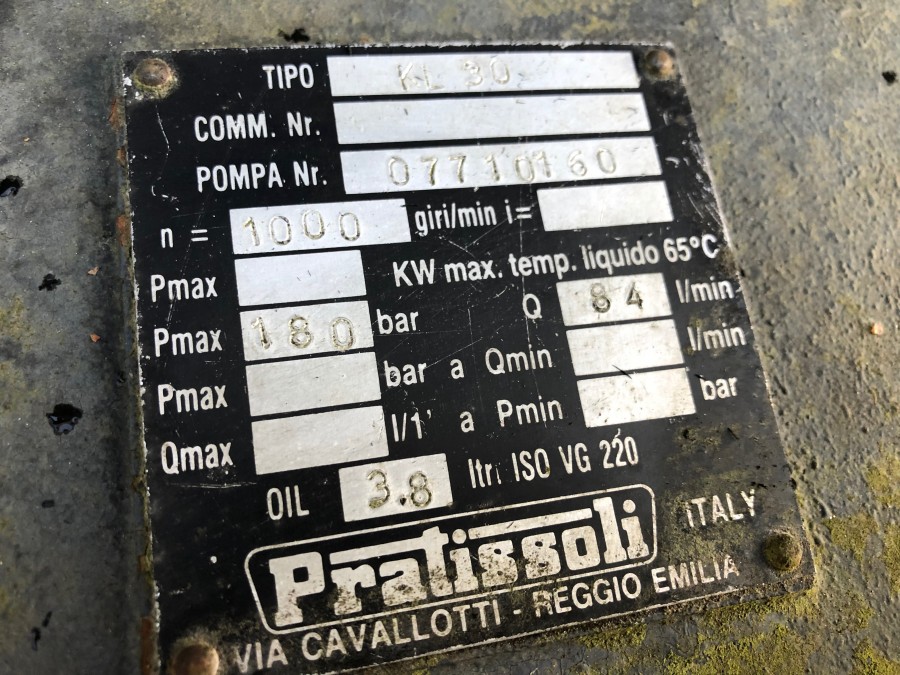 TIPO KL 30
COMM. Nr.
POMPA Nr. 07710160
n = 1000 giri/min i=
Pmax KW max. temp. liquido 65°C
Pmax 180 bar Q 84 l/min
Pmax bar a Qmin l/min
Qmax l/1' a Pmin bar
OIL 3.8 ltr. ISO VG 220
Pratissoli ITALY
VIA CAVALLOTTI - REGGIO EMILIA